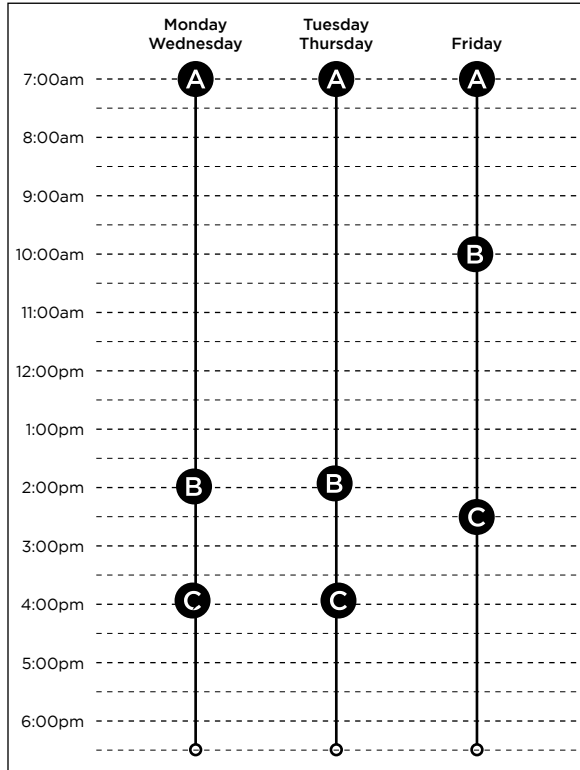 Monday
Wednesday
Tuesday
Thursday
Friday
7:00am A A A
8:00am
9:00am
10:00am B
11:00am
12:00pm
1:00pm
2:00pm B B
C
3:00pm
4:00pm C C
5:00pm
6:00pm